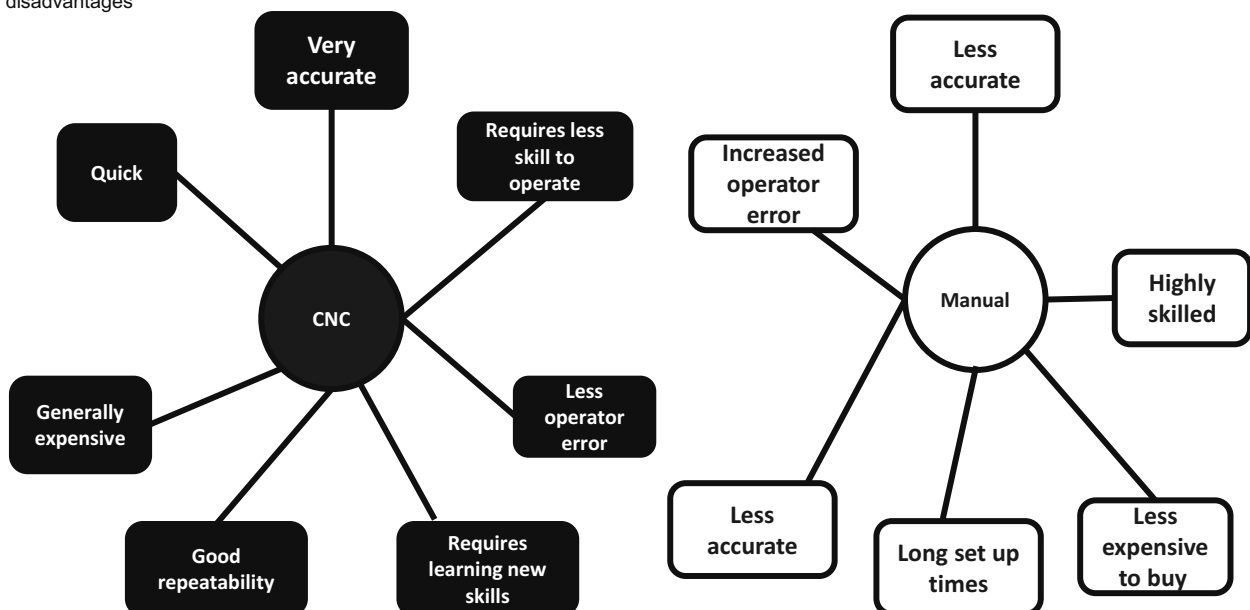 disadvantages
Very
accurate
Quick
Requires less
skill to
operate
CNC
Generally
expensive
Less
operator
error
Good
repeatability
Requires
learning new
skills
Less
accurate
Increased
operator
error
Manual
Highly
skilled
Less
accurate
Long set up
times
Less
expensive
to buy